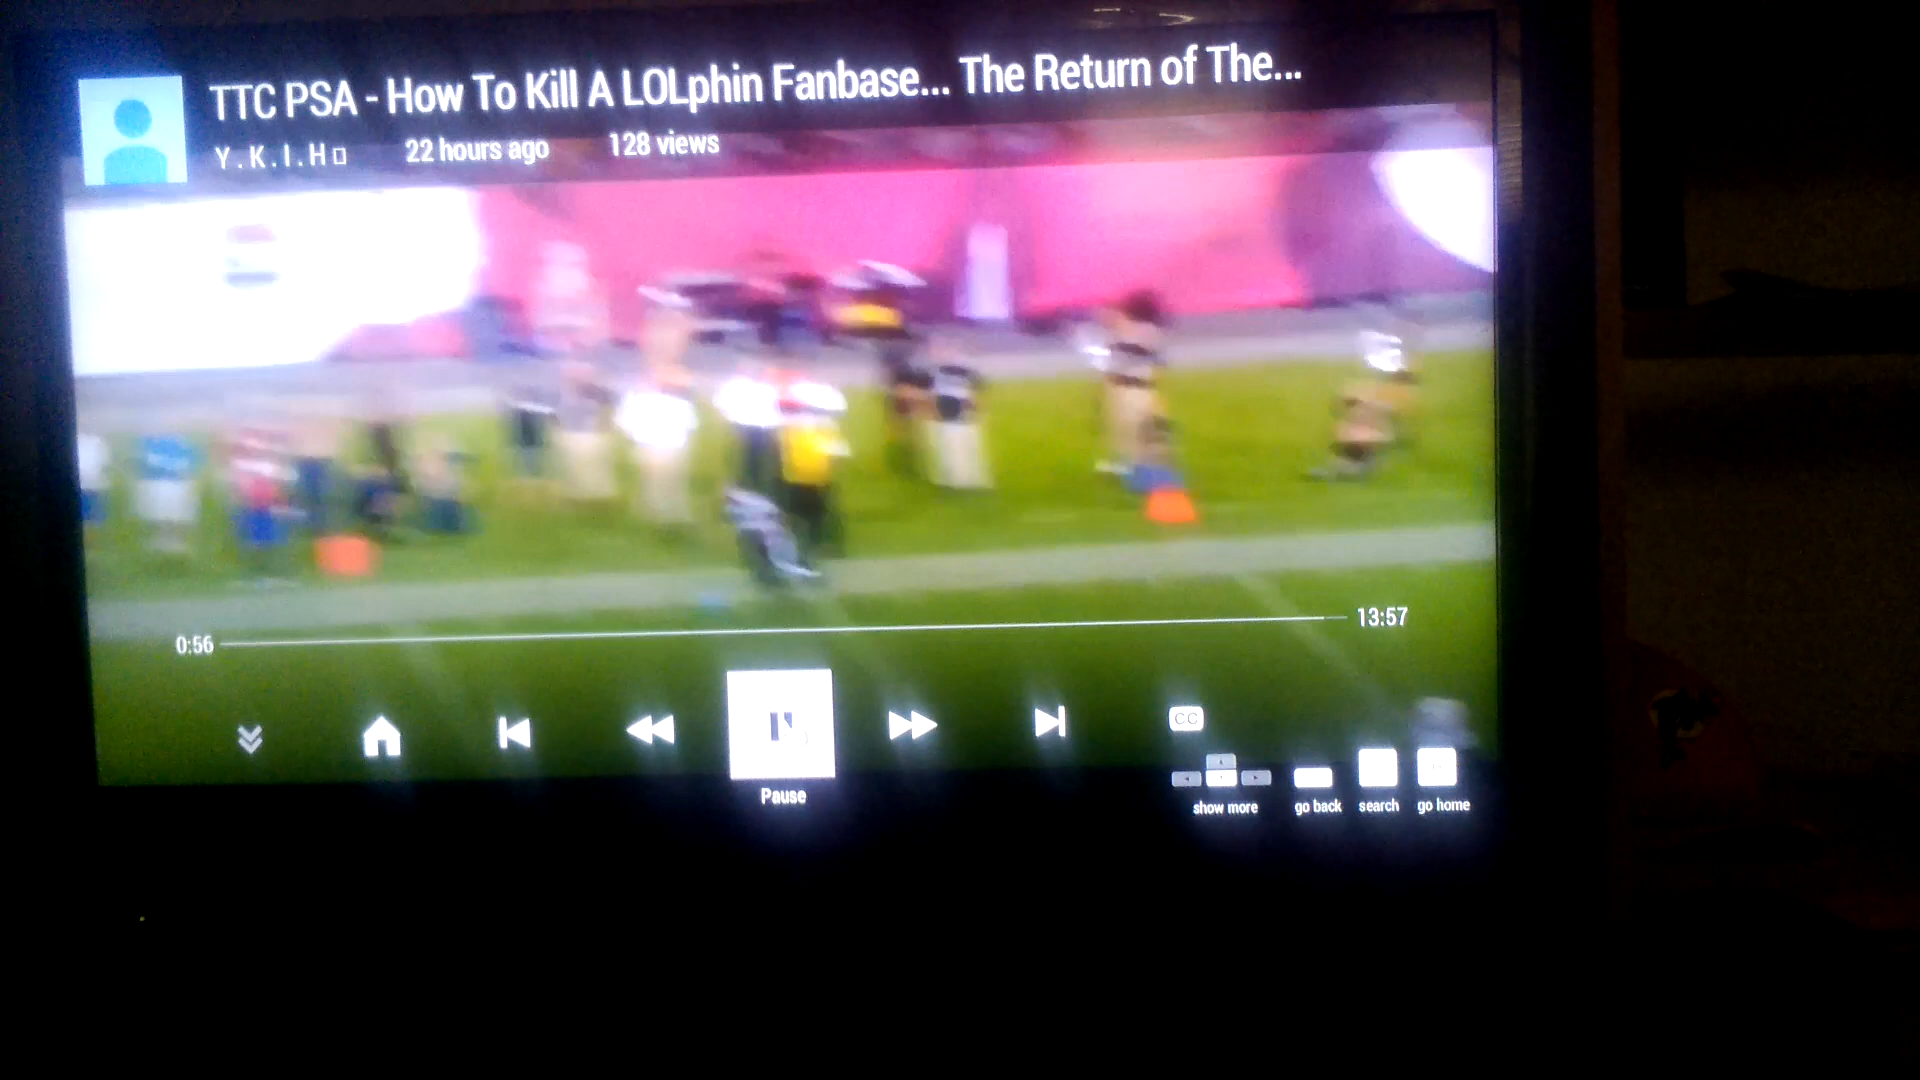 TTC PSA - How To Kill A LOLphin Fanbase... The Return of The...
Y.K.I.H 22 hours ago 128 views
0:56 13:57
CC
Pause
show more go back search go home